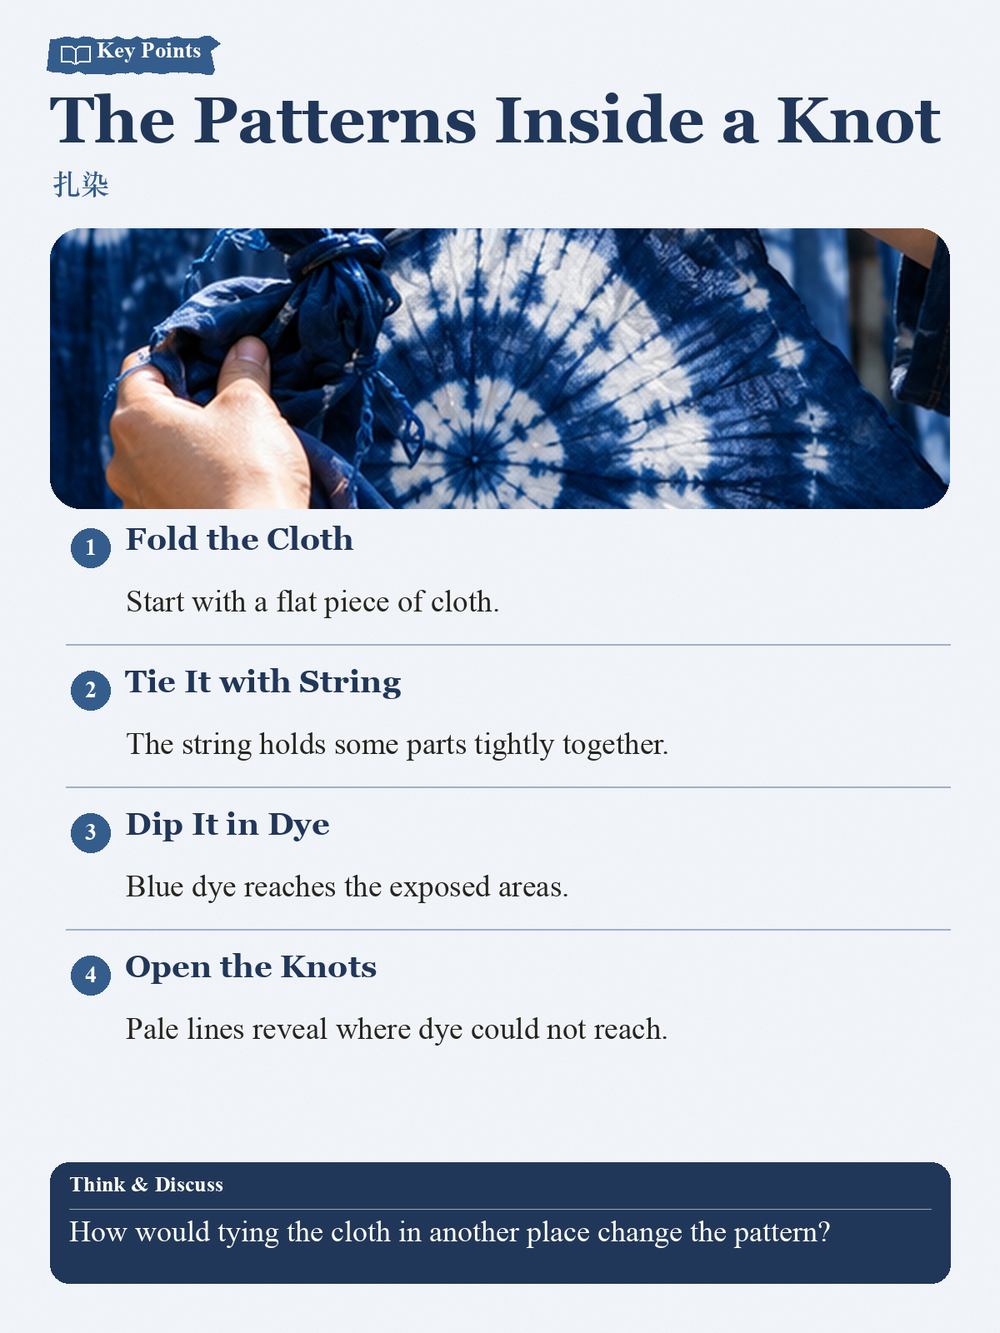 Key Points
The Patterns Inside a Knot
扎染
1 Fold the Cloth
Start with a flat piece of cloth.
2 Tie It with String
The string holds some parts tightly together.
3 Dip It in Dye
Blue dye reaches the exposed areas.
4 Open the Knots
Pale lines reveal where dye could not reach.
Think & Discuss
How would tying the cloth in another place change the pattern?